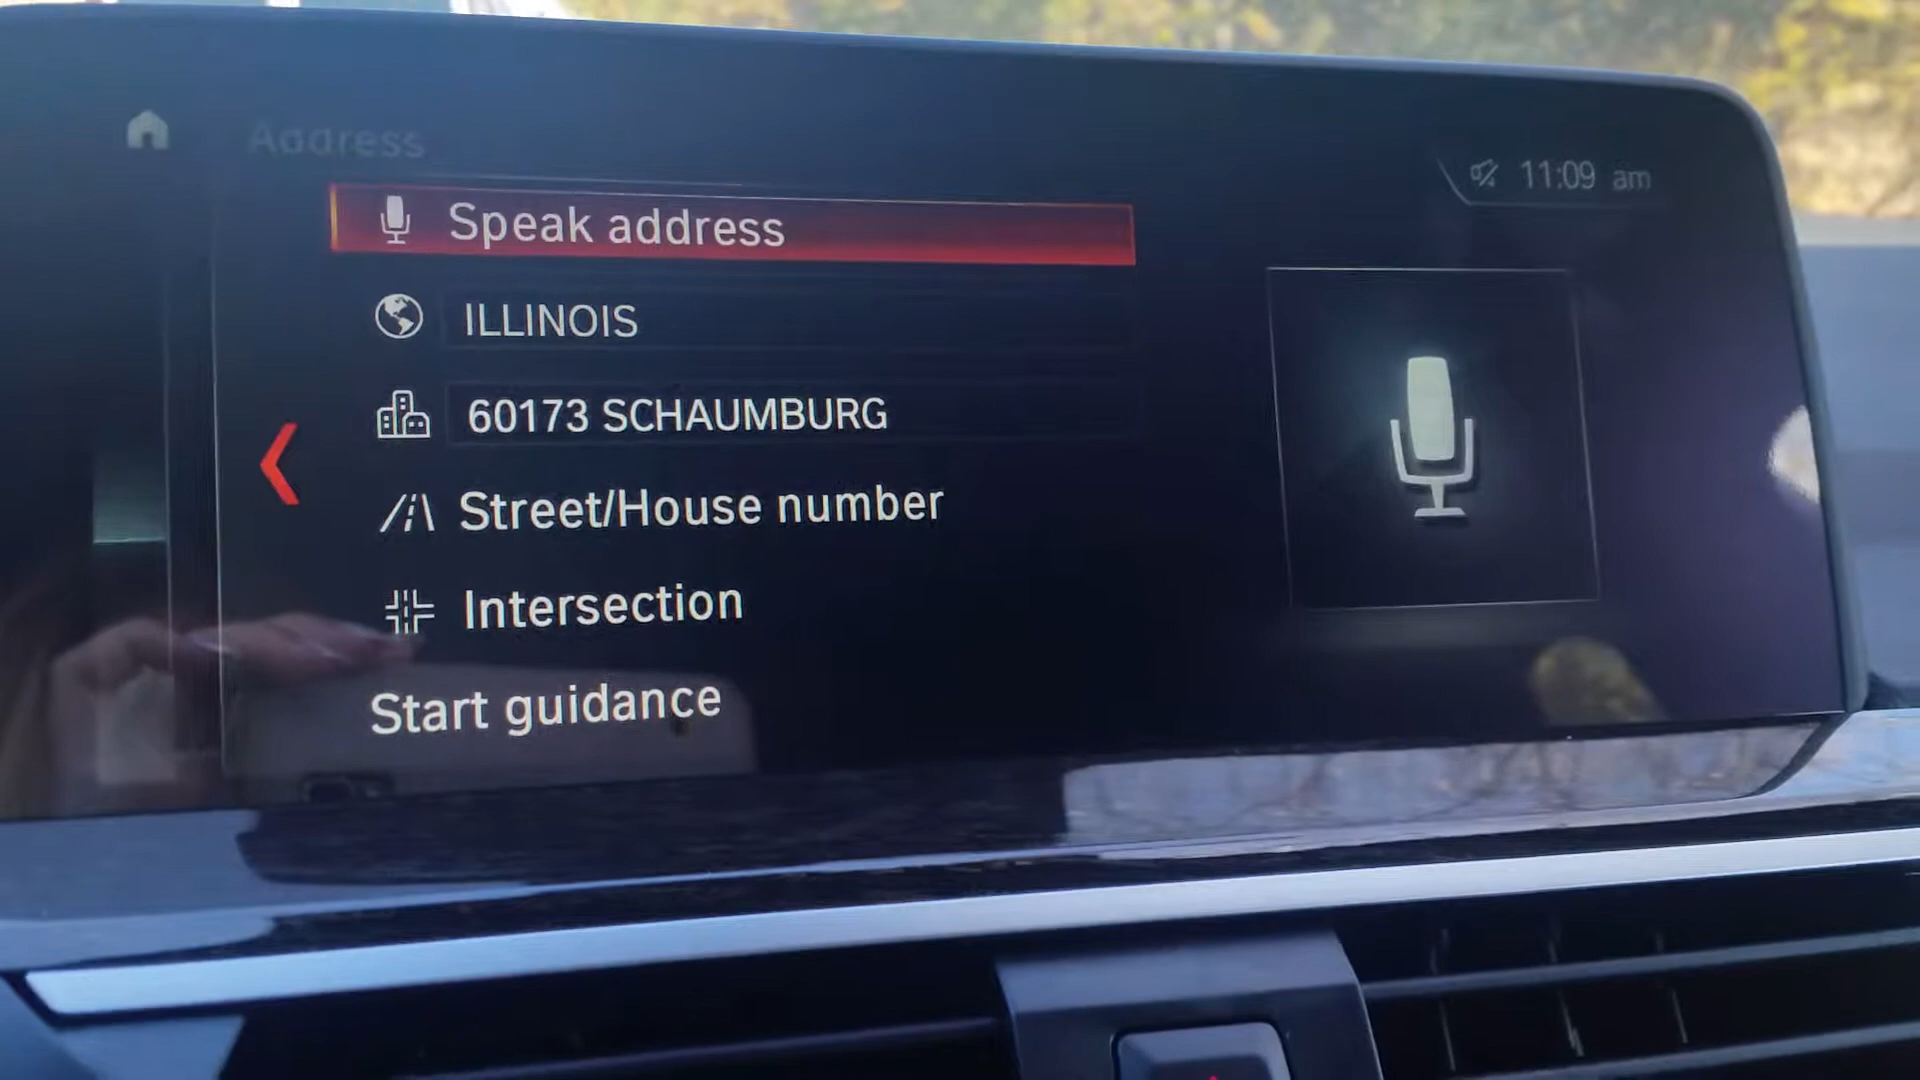 Address
11:09 am
Speak address
ILLINOIS
60173 SCHAUMBURG
Street/House number
Intersection
Start guidance